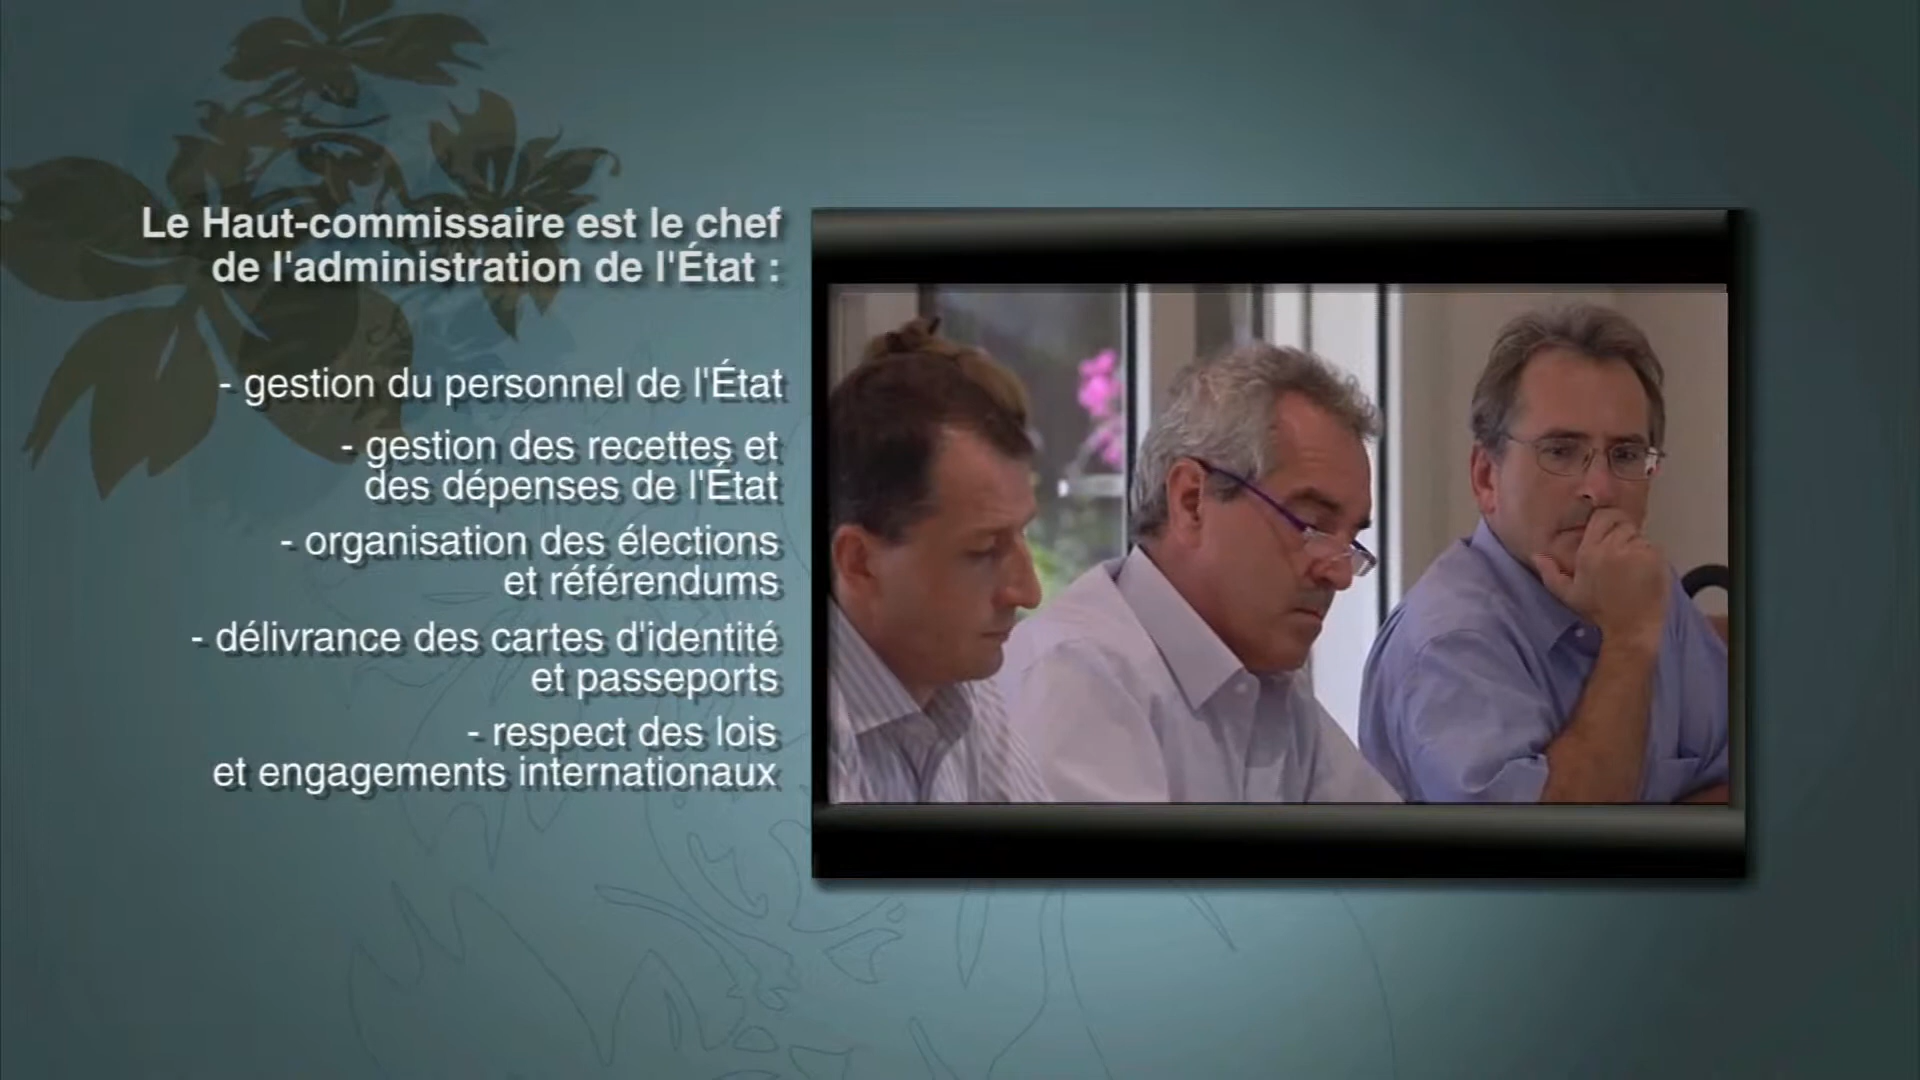 Le Haut-commissaire est le chef
de l'administration de l'État :
- gestion du personnel de l'État
- gestion des recettes et
des dépenses de l'État
- organisation des élections
et référendums
- délivrance des cartes d'identité
et passeports
- respect des lois
et engagements internationaux